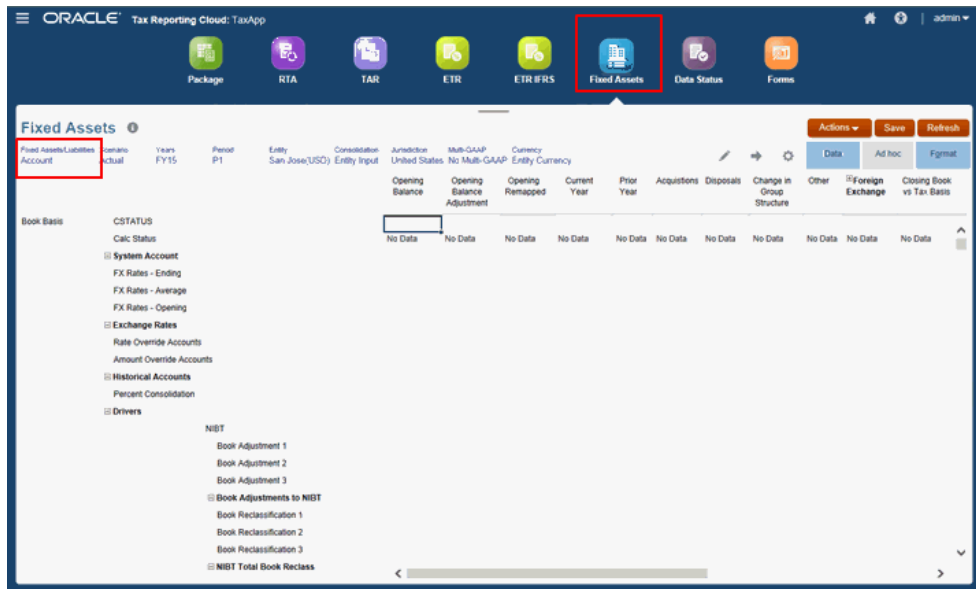 ORACLE Tax Reporting Cloud: TaxApp admin
Package RTA TAR ETR ETR IFRS Fixed Assets Data Status Forms
Fixed Assets
Actions Save Refresh
Fixed Assets/Liabilities Scenario Years Period Entity Consolidation Jurisdiction Multi-GAAP Currency
Account Actual FY15 P1 San Jose(USD) Entity Input United States No Multi-GAAP Entity Currency
Data Ad hoc Format
Opening Balance Opening Balance Adjustment Opening Remapped Current Year Prior Year Acquistions Disposals Change in Group Structure Other Foreign Exchange Closing Book vs Tax Basis
Book Basis CSTATUS
Calc Status No Data No Data No Data No Data No Data No Data No Data No Data No Data No Data No Data
System Account
FX Rates - Ending
FX Rates - Average
FX Rates - Opening
Exchange Rates
Rate Override Accounts
Amount Override Accounts
Historical Accounts
Percent Consolidation
Drivers
NIBT
Book Adjustment 1
Book Adjustment 2
Book Adjustment 3
Book Adjustments to NIBT
Book Reclassification 1
Book Reclassification 2
Book Reclassification 3
NIBT Total Book Reclass